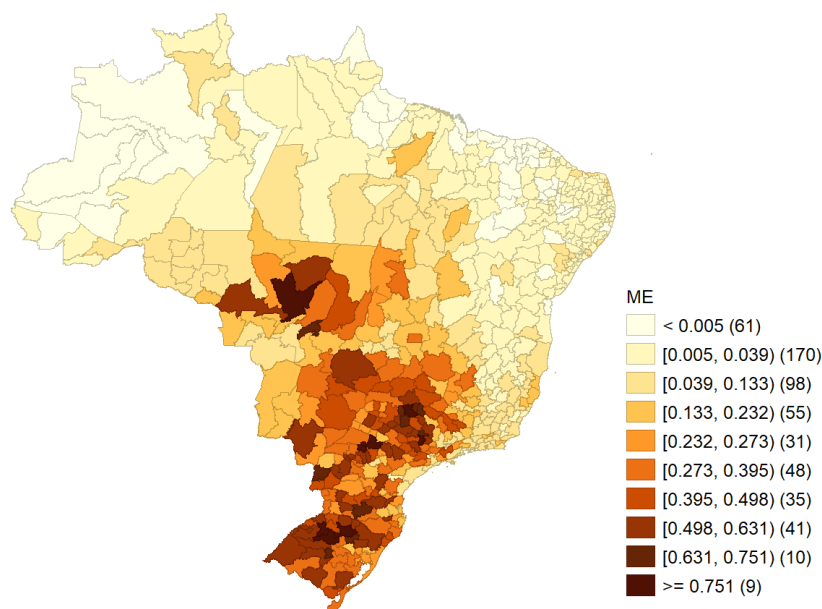 ME
< 0.005 (61)
[0.005, 0.039) (170)
[0.039, 0.133) (98)
[0.133, 0.232) (55)
[0.232, 0.273) (31)
[0.273, 0.395) (48)
[0.395, 0.498) (35)
[0.498, 0.631) (41)
[0.631, 0.751) (10)
>= 0.751 (9)